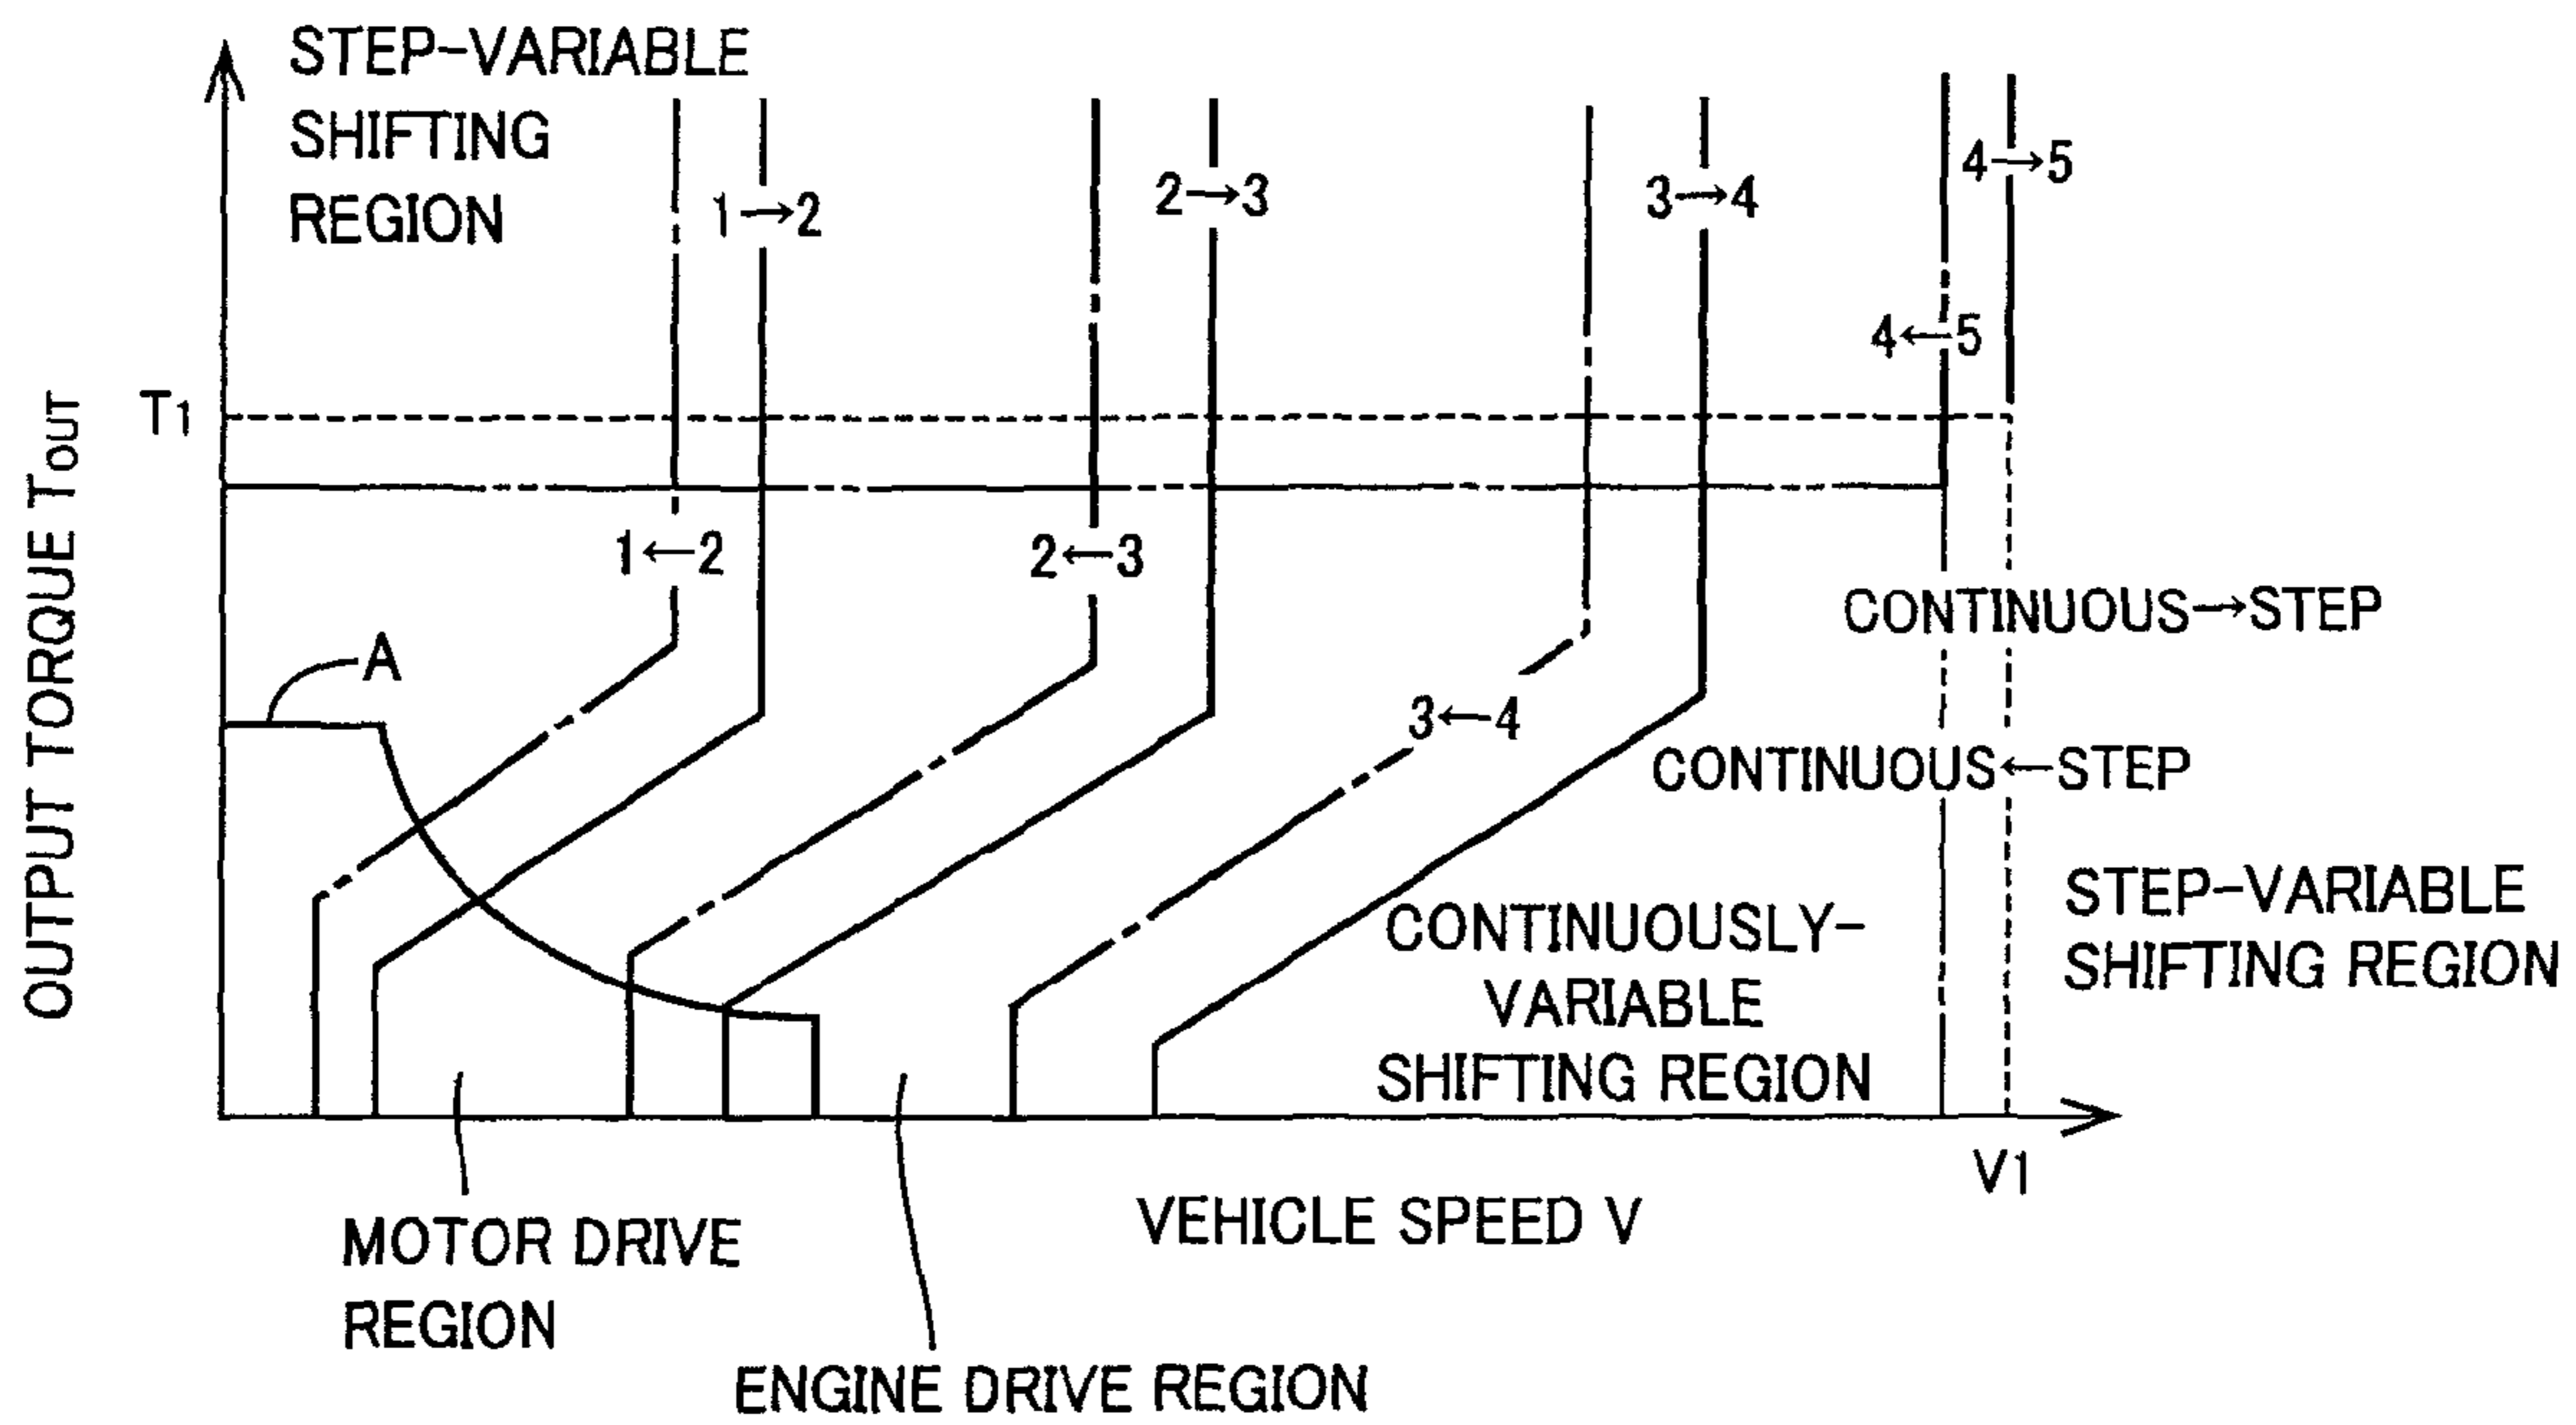 STEP-VARIABLE
SHIFTING
REGION
1→2
2→3
3→4
4→5
4←5
T1
OUTPUT TORQUE TOUT
1←2
2←3
CONTINUOUS→STEP
A
3←4
CONTINUOUS←STEP
STEP-VARIABLE
SHIFTING REGION
CONTINUOUSLY-
VARIABLE
SHIFTING REGION
V1
VEHICLE SPEED V
MOTOR DRIVE
REGION
ENGINE DRIVE REGION